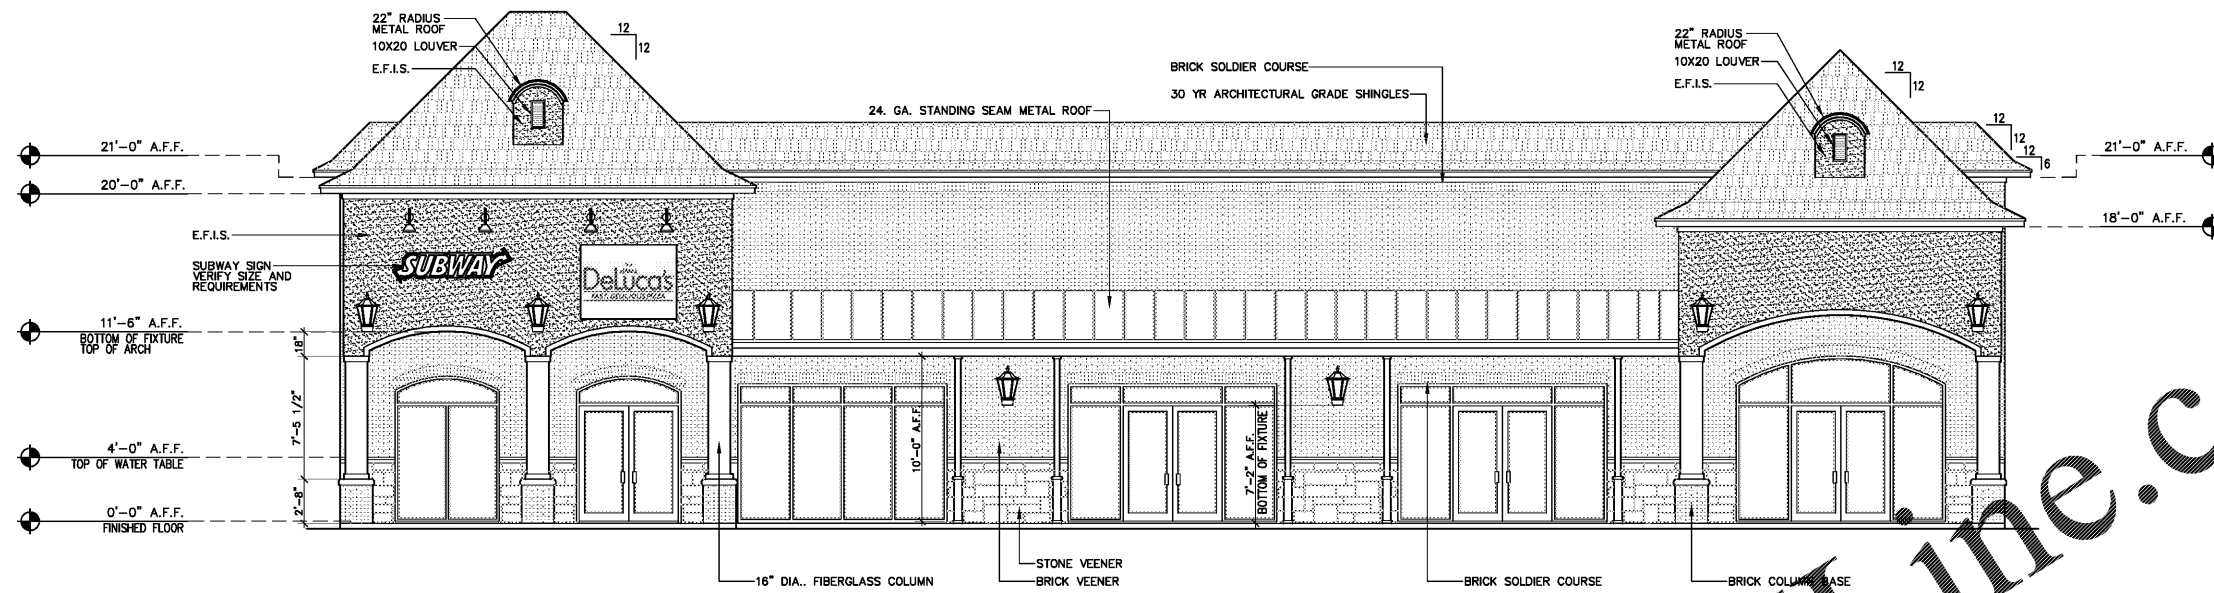 22" RADIUS
METAL ROOF
10X20 LOUVER
E.F.I.S.
12
12
24. GA. STANDING SEAM METAL ROOF
BRICK SOLDIER COURSE
30 YR ARCHITECTURAL GRADE SHINGLES
22" RADIUS
METAL ROOF
10X20 LOUVER
E.F.I.S.
12
12
12
12
12
6
21'-0" A.F.F.
20'-0" A.F.F.
21'-0" A.F.F.
18'-0" A.F.F.
E.F.I.S.
SUBWAY SIGN
VERIFY SIZE AND
REQUIREMENTS
SUBWAY
DeLuca's
11'-6" A.F.F.
BOTTOM OF FIXTURE
TOP OF ARCH
18"
7'-5 1/2"
2'-8"
4'-0" A.F.F.
TOP OF WATER TABLE
0'-0" A.F.F.
FINISHED FLOOR
10'-0" A.F.F.
7'-2" A.F.F.
BOTTOM OF FIXTURE
16" DIA.. FIBERGLASS COLUMN
STONE VEENER
BRICK VEENER
BRICK SOLDIER COURSE
BRICK COLUMN BASE
ine.c